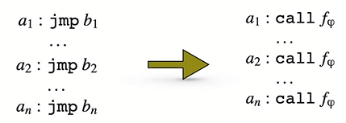 a₁ : jmp b₁
...
a₂ : jmp b₂
...
aₙ : jmp bₙ
a₁ : call fφ
...
a₂ : call fφ
...
aₙ : call fφ